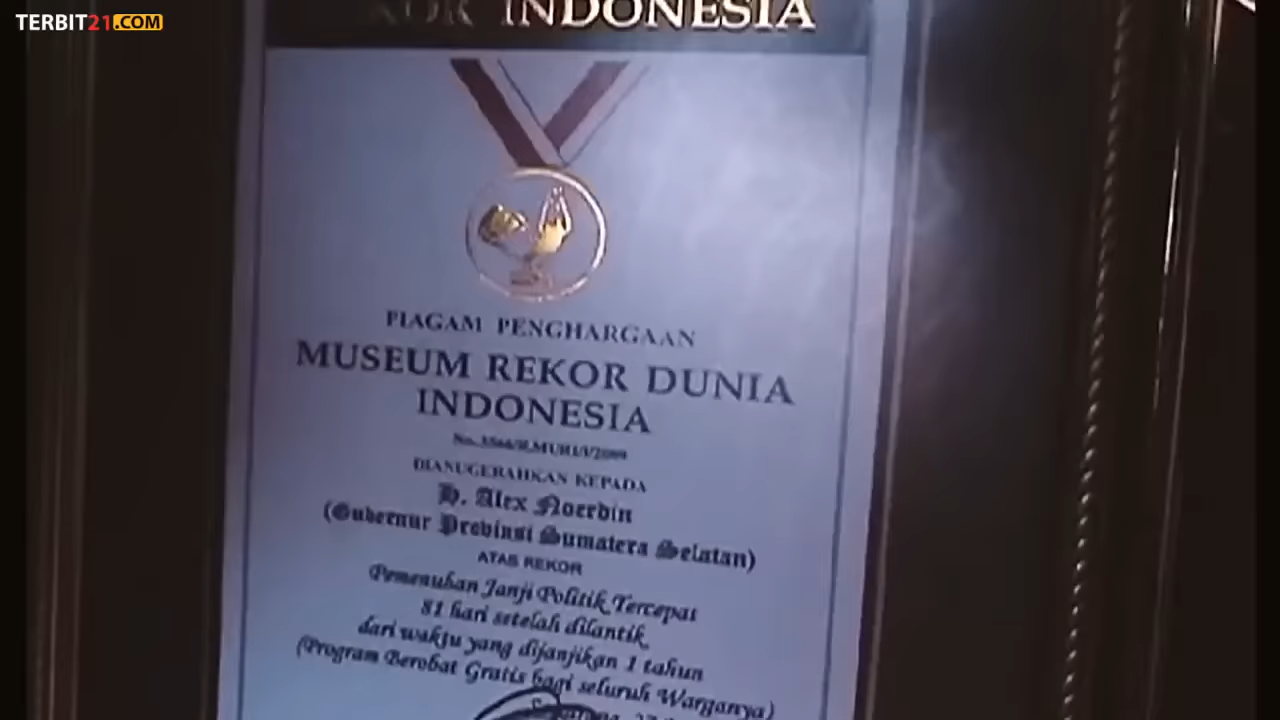 TERBIT21.COM
KOR INDONESIA
PIAGAM PENGHARGAAN
MUSEUM REKOR DUNIA
INDONESIA
DIANUGERAHKAN KEPADA
H. Alex Noerdin
(Gubernur Provinsi Sumatera Selatan)
ATAS REKOR
Pemenuhan Janji Politik Tercepat
81 hari setelah dilantik
dari waktu yang dijanjikan 1 tahun
(Program Berobat Gratis bagi seluruh Warganya)